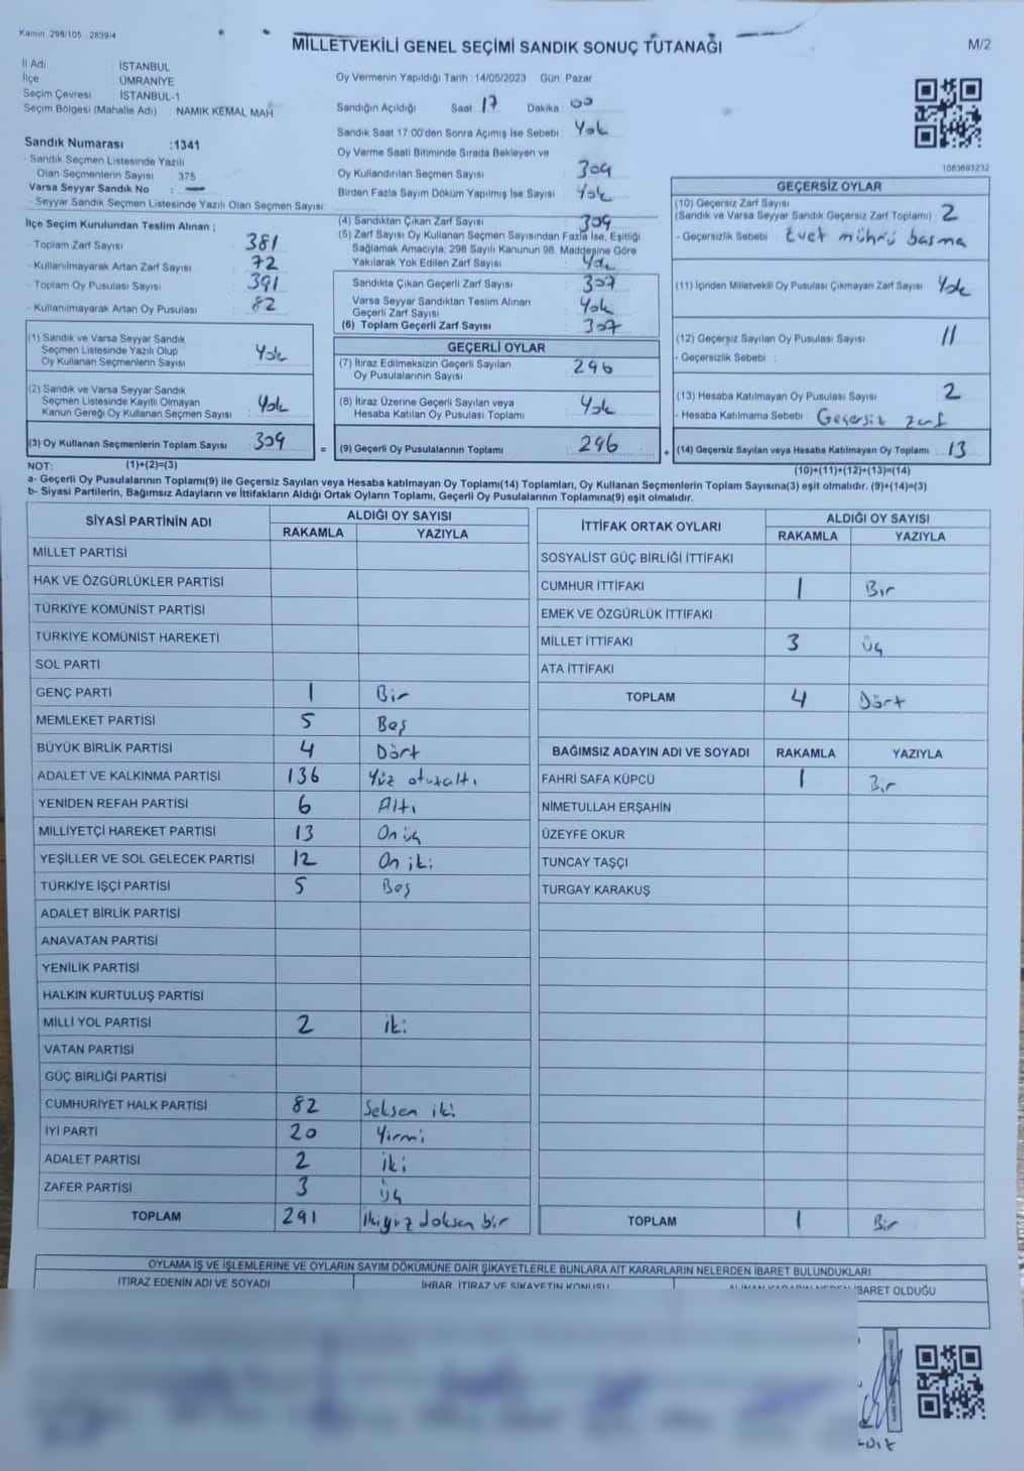 Kanun 298/105 2839/4
MİLLETVEKİLİ GENEL SEÇİMİ SANDIK SONUÇ TUTANAĞI
M/2
İl Adı İSTANBUL
İlçe ÜMRANİYE
Seçim Çevresi İSTANBUL-1
Seçim Bölgesi (Mahalle Adı) : NAMIK KEMAL MAH
Sandık Numarası :1341
- Sandık Seçmen Listesinde Yazılı
Olan Seçmenlerin Sayısı 375
Varsa Seyyar Sandık No : —
- Seyyar Sandık Seçmen Listesinde Yazılı Olan Seçmen Sayısı
İlçe Seçim Kurulundan Teslim Alınan ;
- Toplam Zarf Sayısı 381
- Kullanılmayarak Artan Zarf Sayısı 72
- Toplam Oy Pusulası Sayısı 391
- Kullanılmayarak Artan Oy Pusulası 82
(1) Sandık ve Varsa Seyyar Sandık
Seçmen Listesinde Yazılı Olup
Oy Kullanan Seçmenlerin Sayısı Yok
(2) Sandık ve Varsa Seyyar Sandık
Seçmen Listesinde Kayıtlı Olmayan
Kanun Gereği Oy Kullanan Seçmen Sayısı Yok
(3) Oy Kullanan Seçmenlerin Toplam Sayısı 309
Oy Vermenin Yapıldığı Tarih : 14/05/2023 Gün Pazar
Sandığın Açıldığı Saat 17 Dakika 00
Sandık Saat 17:00'den Sonra Açımış İse Sebebi Yok
Oy Verme Saati Bitiminde Sırada Bekleyen ve
Oy Kullandırılan Seçmen Sayısı 309
Birden Fazla Sayım Döküm Yapılmış İse Sayısı Yok
(4) Sandıktan Çıkan Zarf Sayısı 309
(5) Zarf Sayısı Oy Kullanan Seçmen Sayısından Fazla İse, Eşitliği
Sağlamak Amacıyla; 298 Sayılı Kanunun 98. Maddesine Göre
Yakılarak Yok Edilen Zarf Sayısı Yok
Sandıkta Çıkan Geçerli Zarf Sayısı 307
Varsa Seyyar Sandıktan Teslim Alınan
Geçerli Zarf Sayısı Yok
(6) Toplam Geçerli Zarf Sayısı 307
GEÇERLİ OYLAR
(7) İtiraz Edilmeksizin Geçerli Sayılan
Oy Pusulalarının Sayısı 296
(8) İtiraz Üzerine Geçerli Sayılan veya
Hesaba Katılan Oy Pusulası Toplamı Yok
= (9) Geçerli Oy Pusulalarının Toplamı 296
1083681232
GEÇERSİZ OYLAR
(10) Geçersiz Zarf Sayısı
(Sandık ve Varsa Seyyar Sandık Geçersiz Zarf Toplamı) 2
- Geçersizlik Sebebi Evet mührü basma
(11) İçinden Milletvekili Oy Pusulası Çıkmayan Zarf Sayısı Yok
(12) Geçersiz Sayılan Oy Pusulası Sayısı 11
- Geçersizlik Sebebi :
(13) Hesaba Katılmayan Oy Pusulası Sayısı 2
- Hesaba Katılmama Sebebi : Geçersiz zarf
+ (14) Geçersiz Sayılan veya Hesaba Katılmayan Oy Toplamı 13
NOT: (1)+(2)=(3)
(10)+(11)+(12)+(13)=(14)
a- Geçerli Oy Pusulalarının Toplamı(9) ile Geçersiz Sayılan veya Hesaba katılmayan Oy Toplamı(14) Toplamları, Oy Kullanan Seçmenlerin Toplam Sayısına(3) eşit olmalıdır. (9)+(14)=(3)
b- Siyasi Partilerin, Bağımsız Adayların ve İttifakların Aldığı Ortak Oyların Toplamı, Geçerli Oy Pusulalarının Toplamına(9) eşit olmalıdır.
SİYASİ PARTİNİN ADI ALDIĞI OY SAYISI
RAKAMLA YAZIYLA
MİLLET PARTİSİ
HAK VE ÖZGÜRLÜKLER PARTİSİ
TÜRKİYE KOMÜNİST PARTİSİ
TÜRKİYE KOMÜNİST HAREKETİ
SOL PARTİ
GENÇ PARTİ 1 Bir
MEMLEKET PARTİSİ 5 Beş
BÜYÜK BİRLİK PARTİSİ 4 Dört
ADALET VE KALKINMA PARTİSİ 136 Yüz otuzaltı
YENİDEN REFAH PARTİSİ 6 Altı
MİLLİYETÇİ HAREKET PARTİSİ 13 On üç
YEŞİLLER VE SOL GELECEK PARTİSİ 12 On iki
TÜRKİYE İŞÇİ PARTİSİ 5 Beş
ADALET BİRLİK PARTİSİ
ANAVATAN PARTİSİ
YENİLİK PARTİSİ
HALKIN KURTULUŞ PARTİSİ
MİLLİ YOL PARTİSİ 2 iki
VATAN PARTİSİ
GÜÇ BİRLİĞİ PARTİSİ
CUMHURİYET HALK PARTİSİ 82 Seksen iki
İYİ PARTİ 20 Yirmi
ADALET PARTİSİ 2 iki
ZAFER PARTİSİ 3 üç
TOPLAM 291 ikiyüz doksan bir
İTTİFAK ORTAK OYLARI ALDIĞI OY SAYISI
RAKAMLA YAZIYLA
SOSYALİST GÜÇ BİRLİĞİ İTTİFAKI
CUMHUR İTTİFAKI 1 Bir
EMEK VE ÖZGÜRLÜK İTTİFAKI
MİLLET İTTİFAKI 3 üç
ATA İTTİFAKI
TOPLAM 4 Dört
BAĞIMSIZ ADAYIN ADI VE SOYADI RAKAMLA YAZIYLA
FAHRİ SAFA KÜPCÜ 1 Bir
NİMETULLAH ERŞAHİN
ÜZEYFE OKUR
TUNCAY TAŞÇI
TURGAY KARAKUŞ
TOPLAM 1 Bir
OYLAMA İŞ VE İŞLEMLERİNE VE OYLARIN SAYIM DÖKÜMÜNE DAİR ŞİKAYETLERLE BUNLARA AİT KARARLARIN NELERDEN İBARET BULUNDUKLARI
İTİRAZ EDENİN ADI VE SOYADI İHBAR, İTİRAZ VE ŞİKAYETİN KONUSU ALINAN KARARIN NEDEN İBARET OLDUĞU